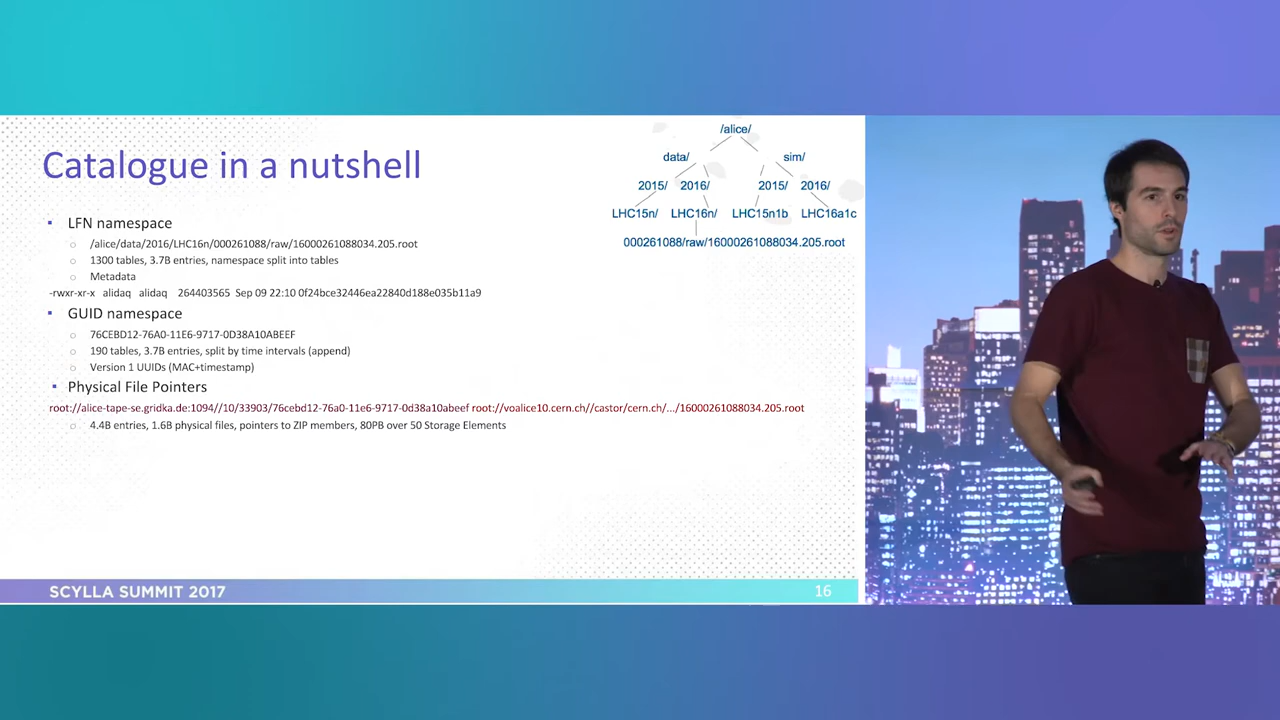 Catalogue in a nutshell
LFN namespace
/alice/data/2016/LHC16n/000261088/raw/16000261088034.205.root
1300 tables, 3.7B entries, namespace split into tables
Metadata
-rwxr-xr-x alidaq alidaq 264403565 Sep 09 22:10 0f24bce32446ea22840d188e035b11a9
GUID namespace
76CEBD12-76A0-11E6-9717-0D38A10ABEEF
190 tables, 3.7B entries, split by time intervals (append)
Version 1 UUIDs (MAC+timestamp)
Physical File Pointers
root://alice-tape-se.gridka.de:1094//10/33903/76cebd12-76a0-11e6-9717-0d38a10abeef root://voalice10.cern.ch//castor/cern.ch/.../16000261088034.205.root
4.4B entries, 1.6B physical files, pointers to ZIP members, 80PB over 50 Storage Elements
/alice/
data/ sim/
2015/ 2016/ 2015/ 2016/
LHC15n/ LHC16n/ LHC15n1b LHC16a1c
000261088/raw/16000261088034.205.root
SCYLLA SUMMIT 2017 16